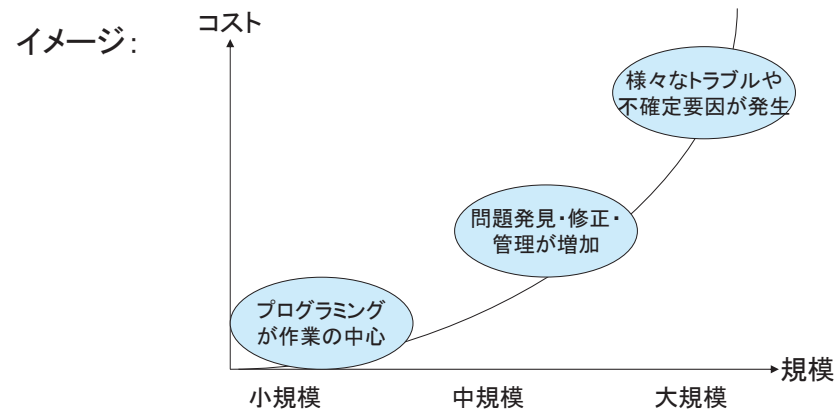 イメージ:
コスト
様々なトラブルや
不確定要因が発生
問題発見・修正・
管理が増加
プログラミング
が作業の中心
規模
小規模
中規模
大規模